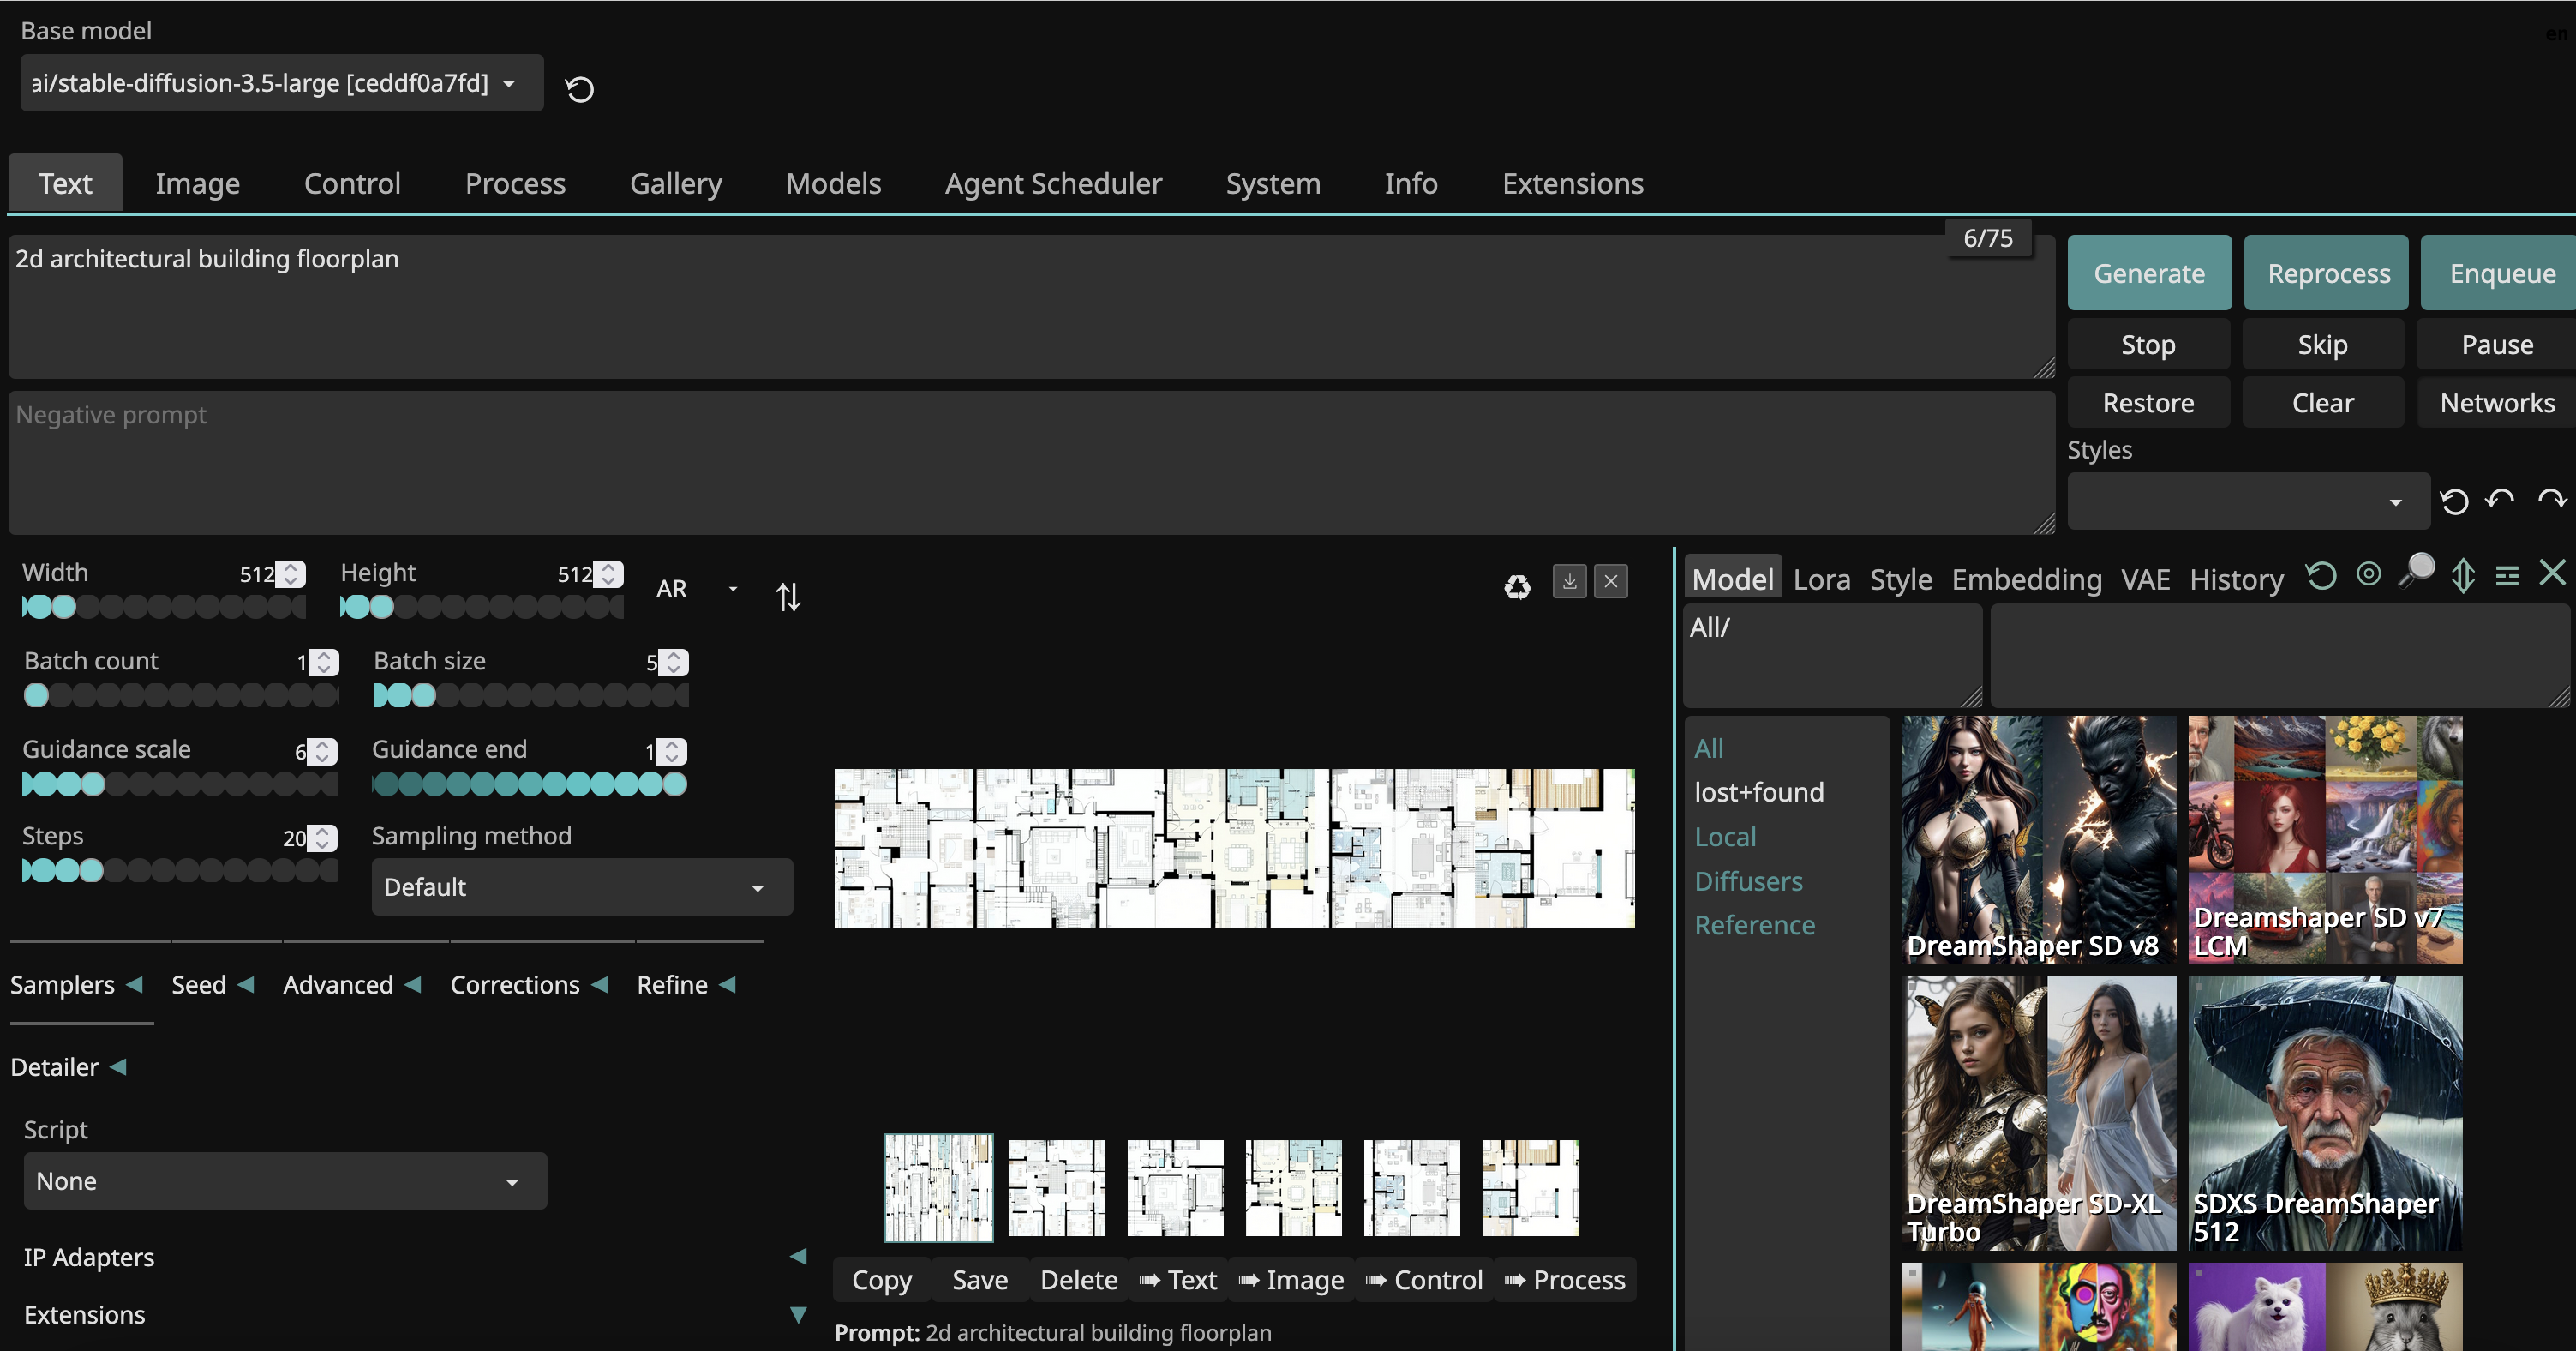 Base model
en
ai/stable-diffusion-3.5-large [ceddf0a7fd]
Text Image Control Process Gallery Models Agent Scheduler System Info Extensions
6/75
2d architectural building floorplan
Generate Reprocess Enqueue
Stop Skip Pause
Negative prompt
Restore Clear Networks
Styles
Width 512 Height 512 AR
Batch count 1 Batch size 5
Guidance scale 6 Guidance end 1
Steps 20 Sampling method
Default
Samplers Seed Advanced Corrections Refine
Detailer
Script
None
IP Adapters
Extensions
Copy Save Delete ➠ Text ➠ Image ➠ Control ➠ Process
Prompt: 2d architectural building floorplan
Model Lora Style Embedding VAE History
All/
All
lost+found
Local
Diffusers
Reference
DreamShaper SD v8
Dreamshaper SD v7
LCM
DreamShaper SD-XL
Turbo
SDXS DreamShaper
512